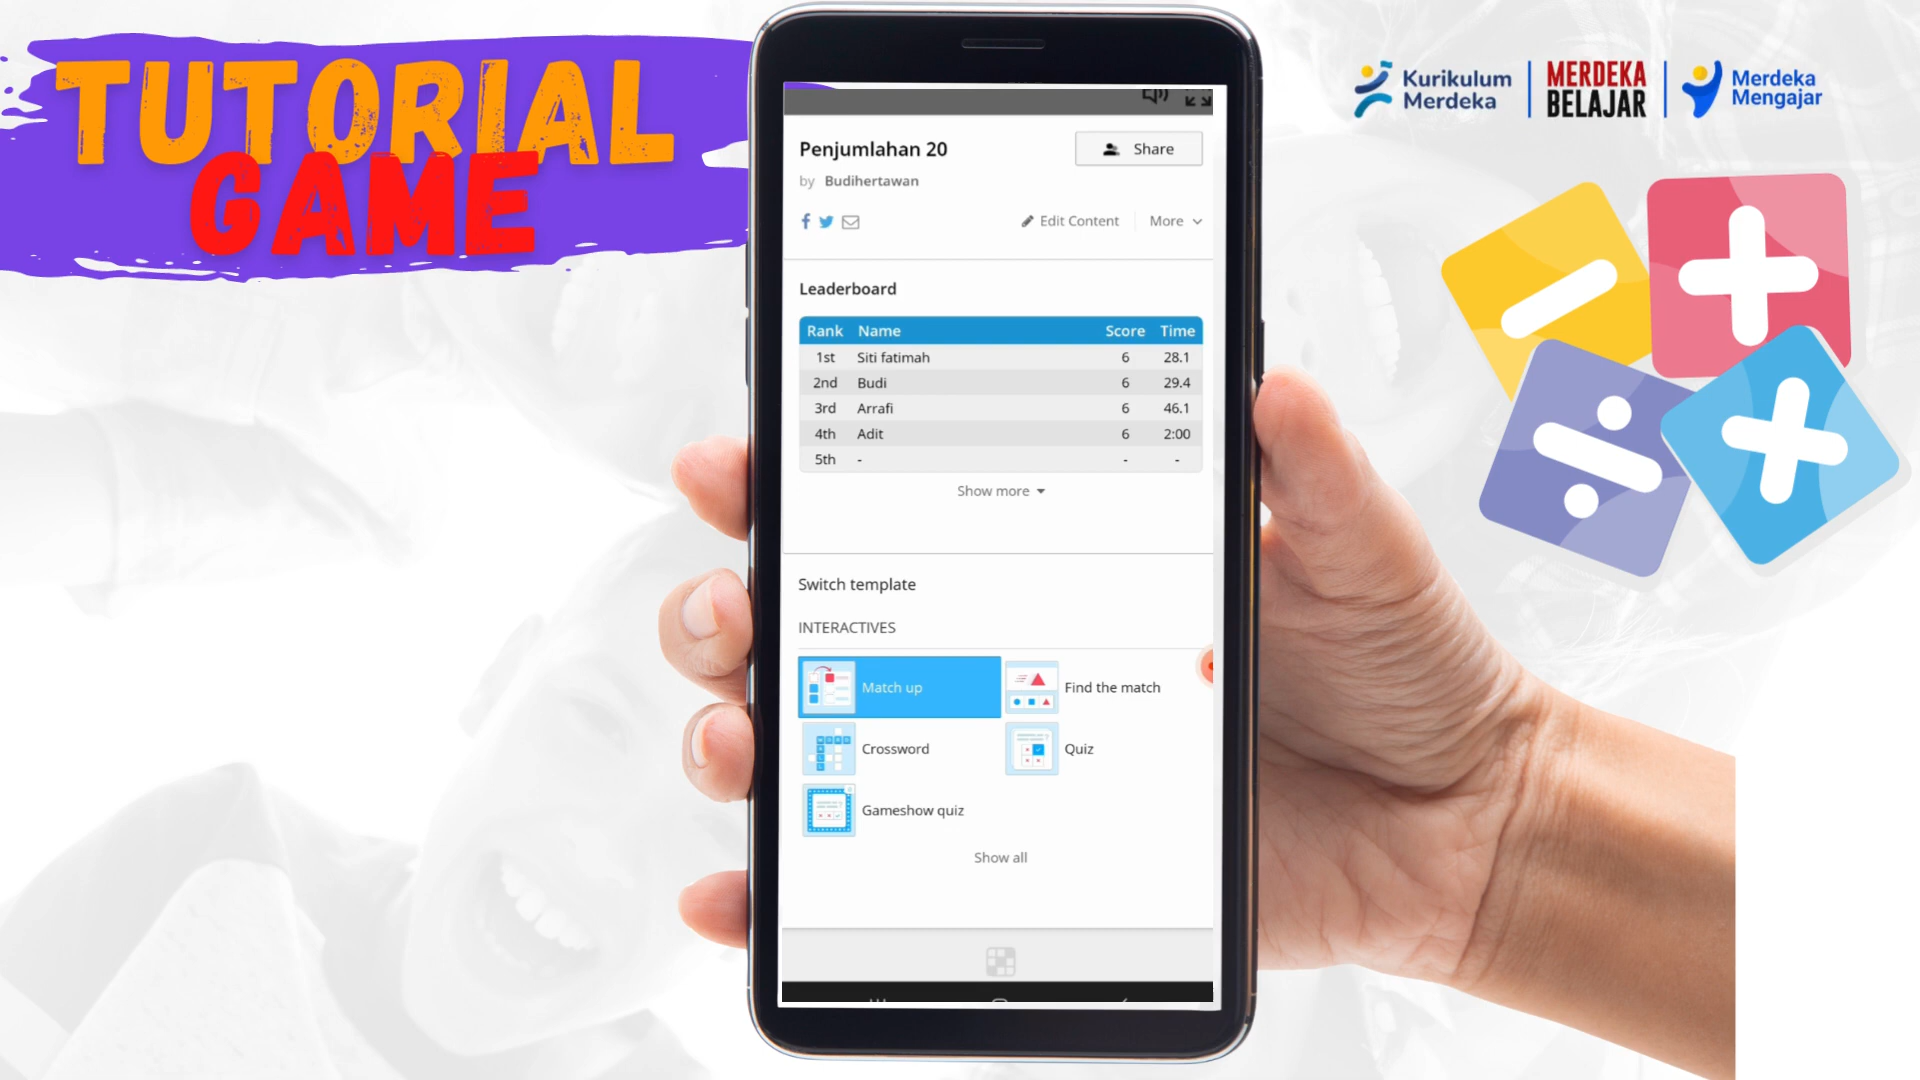 TUTORIAL
GAME
Kurikulum
Merdeka
MERDEKA
BELAJAR
Merdeka
Mengajar
Penjumlahan 20
Share
by Budihertawan
Edit Content
More
Leaderboard
Rank Name Score Time
1st Siti fatimah 6 28.1
2nd Budi 6 29.4
3rd Arrafi 6 46.1
4th Adit 6 2:00
5th - - -
Show more
Switch template
INTERACTIVES
Match up
Find the match
Crossword
Quiz
Gameshow quiz
Show all